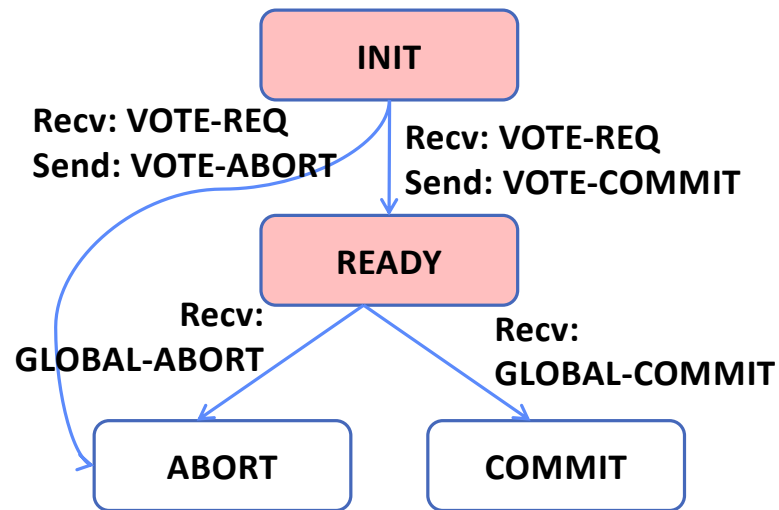 INIT
Recv: VOTE-REQ
Send: VOTE-ABORT
Recv: VOTE-REQ
Send: VOTE-COMMIT
READY
Recv:
GLOBAL-ABORT
Recv:
GLOBAL-COMMIT
ABORT
COMMIT